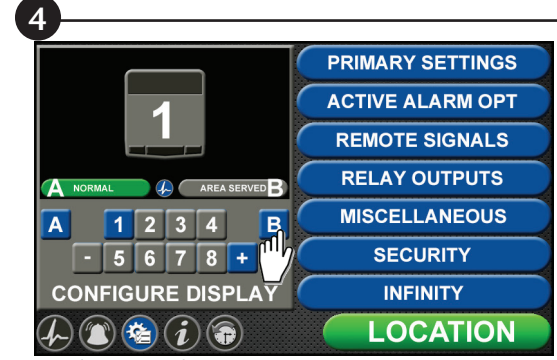 4
1
A NORMAL AREA SERVED B
A 1 2 3 4 B
- 5 6 7 8 +
CONFIGURE DISPLAY
PRIMARY SETTINGS
ACTIVE ALARM OPT
REMOTE SIGNALS
RELAY OUTPUTS
MISCELLANEOUS
SECURITY
INFINITY
i
LOCATION